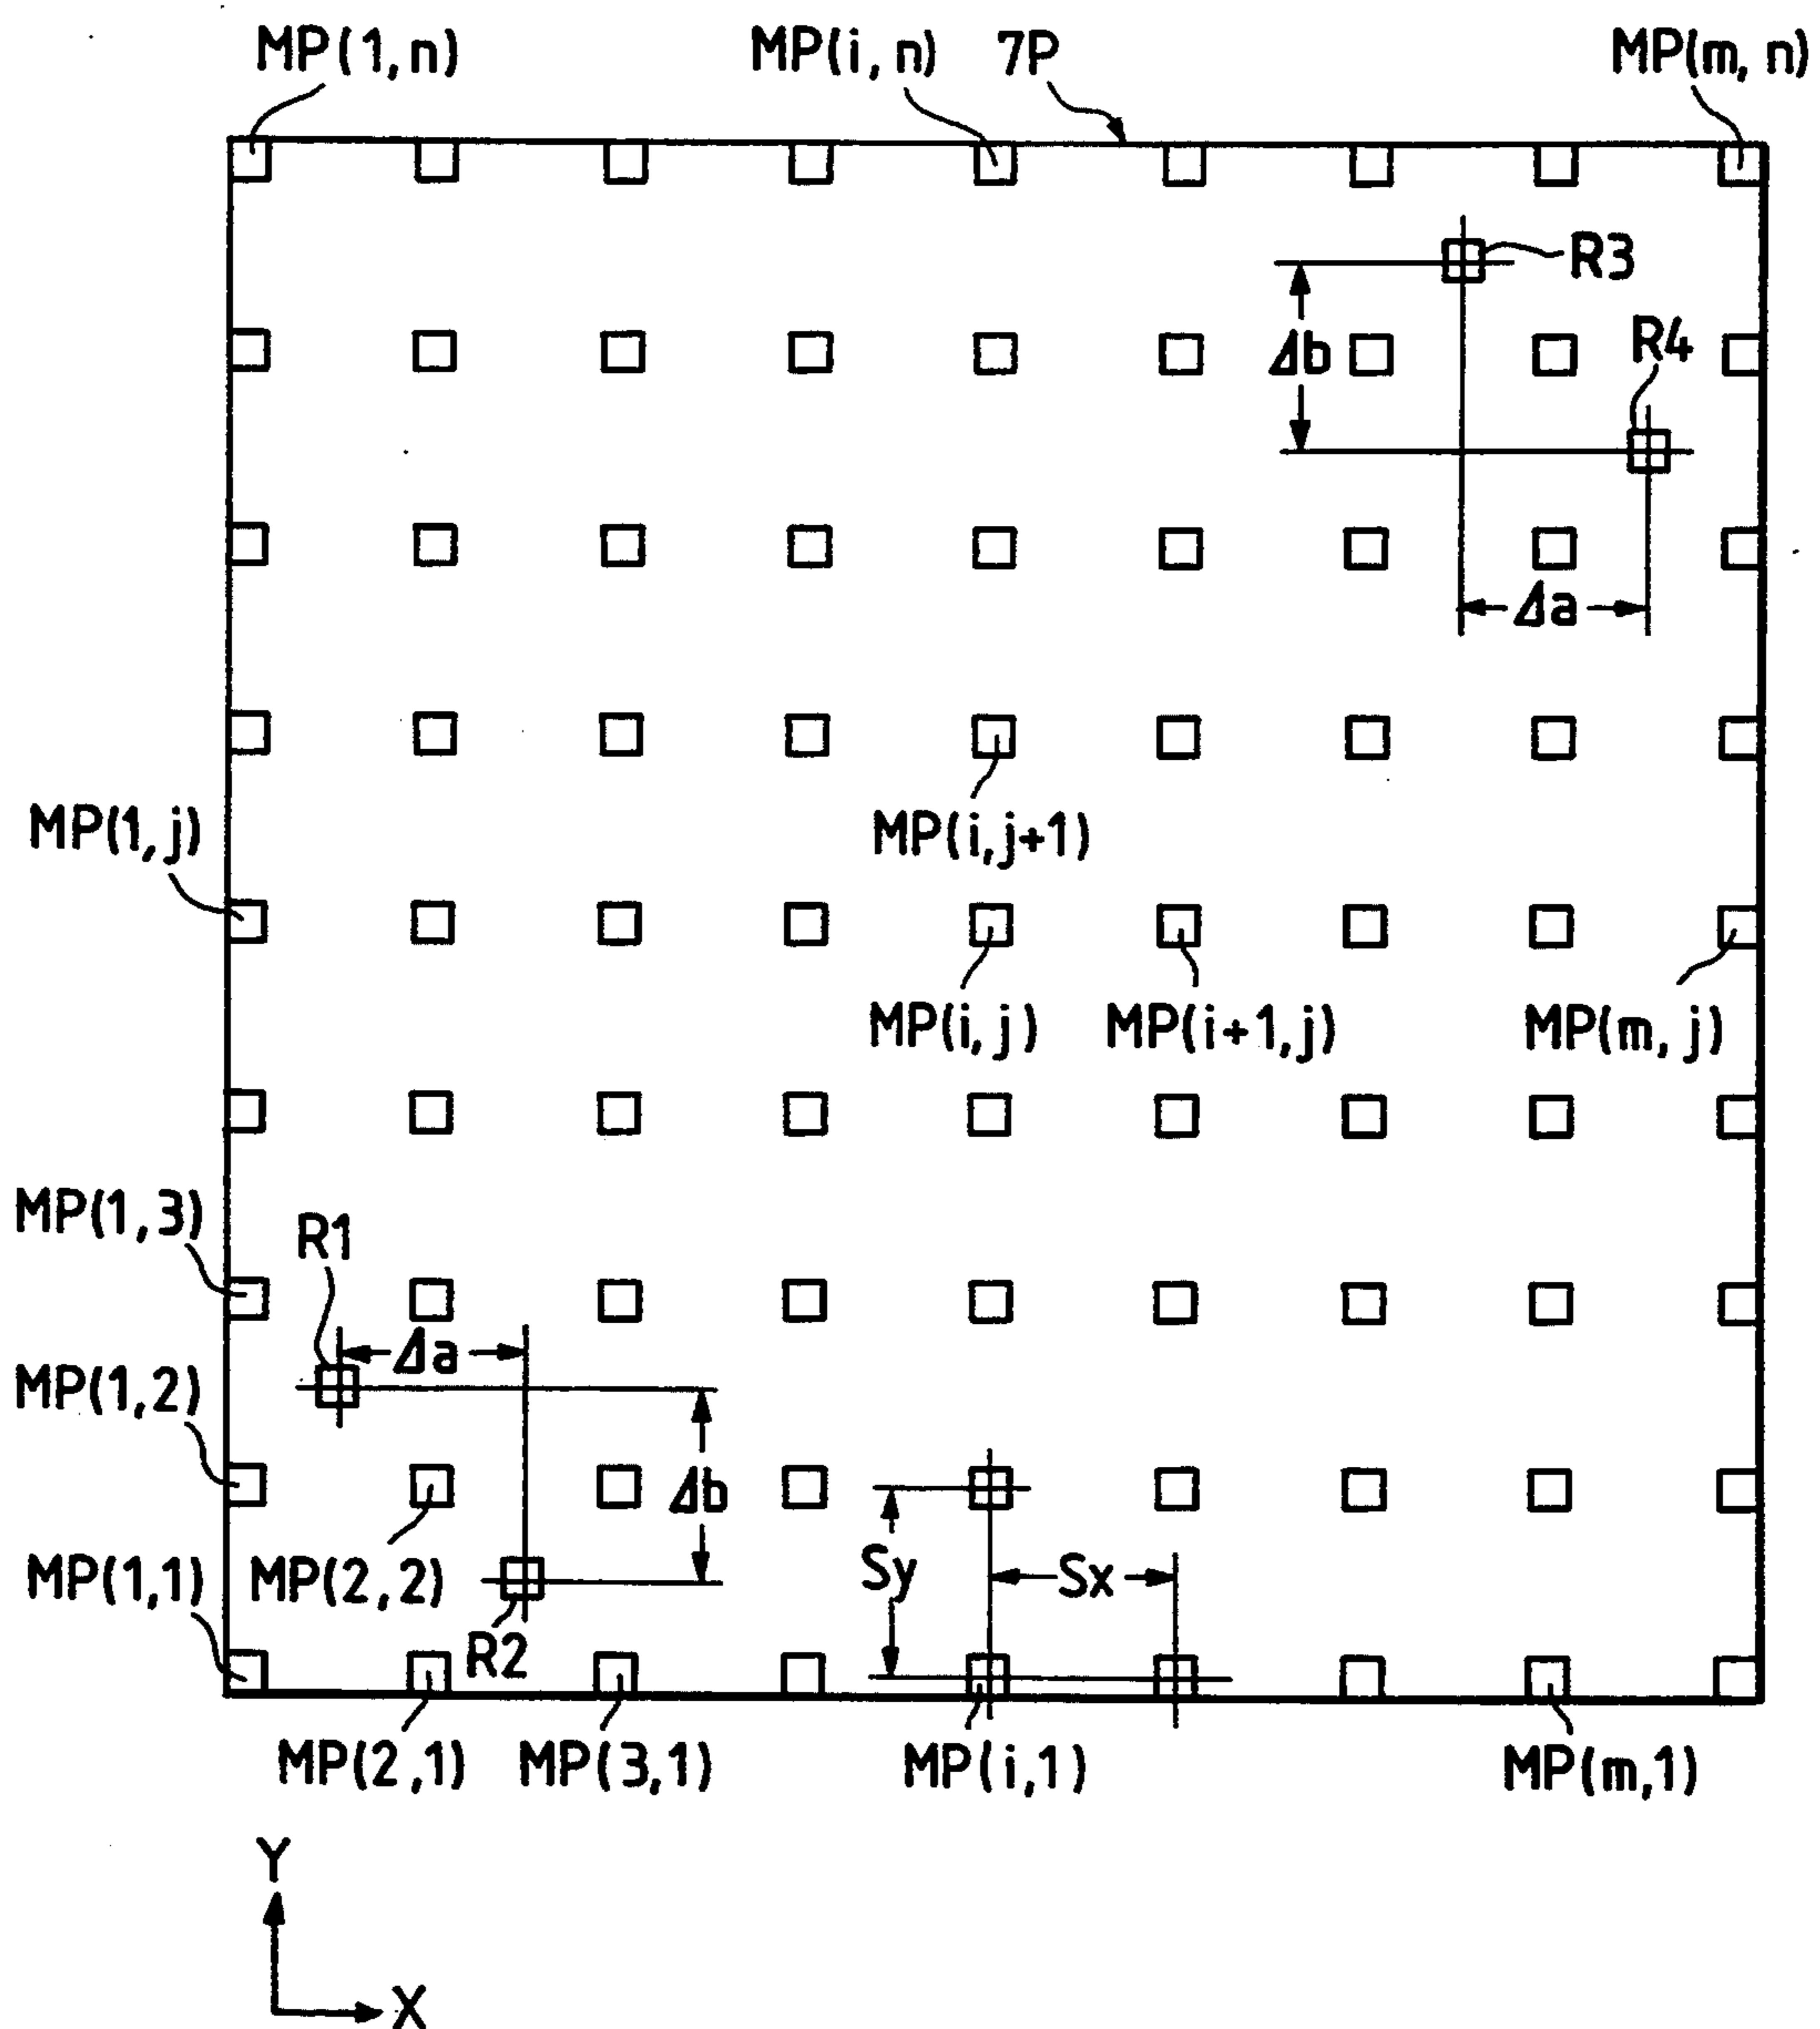 MP(1,n) MP(i,n) 7P MP(m,n)
R3
Δb R4
Δa
MP(1,j) MP(i,j+1)
MP(i,j) MP(i+1,j) MP(m,j)
MP(1,3) R1
Δa
MP(1,2)
Δb
MP(1,1) MP(2,2) Sy Sx
R2
MP(2,1) MP(3,1) MP(i,1) MP(m,1)
Y
X